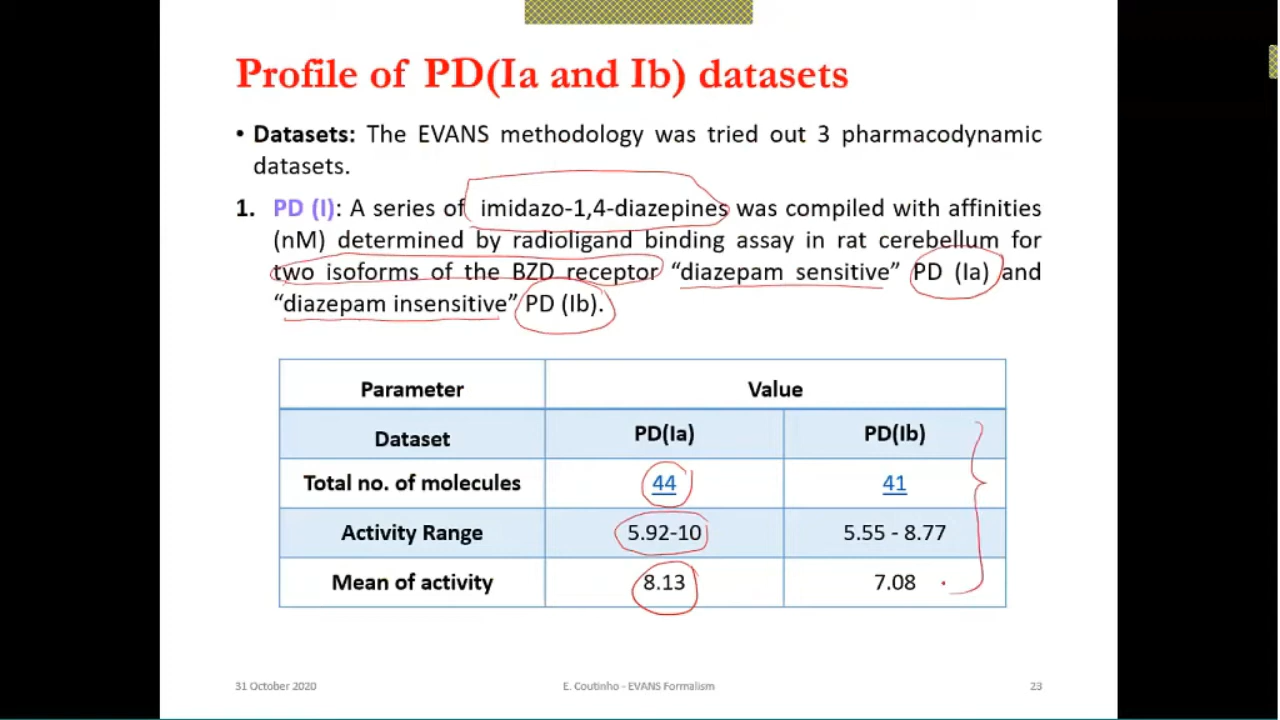 Profile of PD(Ia and Ib) datasets
• Datasets: The EVANS methodology was tried out 3 pharmacodynamic
datasets.
1. PD (I): A series of imidazo-1,4-diazepines was compiled with affinities
(nM) determined by radioligand binding assay in rat cerebellum for
two isoforms of the BZD receptor “diazepam sensitive” PD (Ia) and
“diazepam insensitive” PD (Ib).
Parameter Value
Dataset PD(Ia) PD(Ib)
Total no. of molecules 44 41
Activity Range 5.92-10 5.55 - 8.77
Mean of activity 8.13 7.08
31 October 2020 E. Coutinho - EVANS Formalism 23